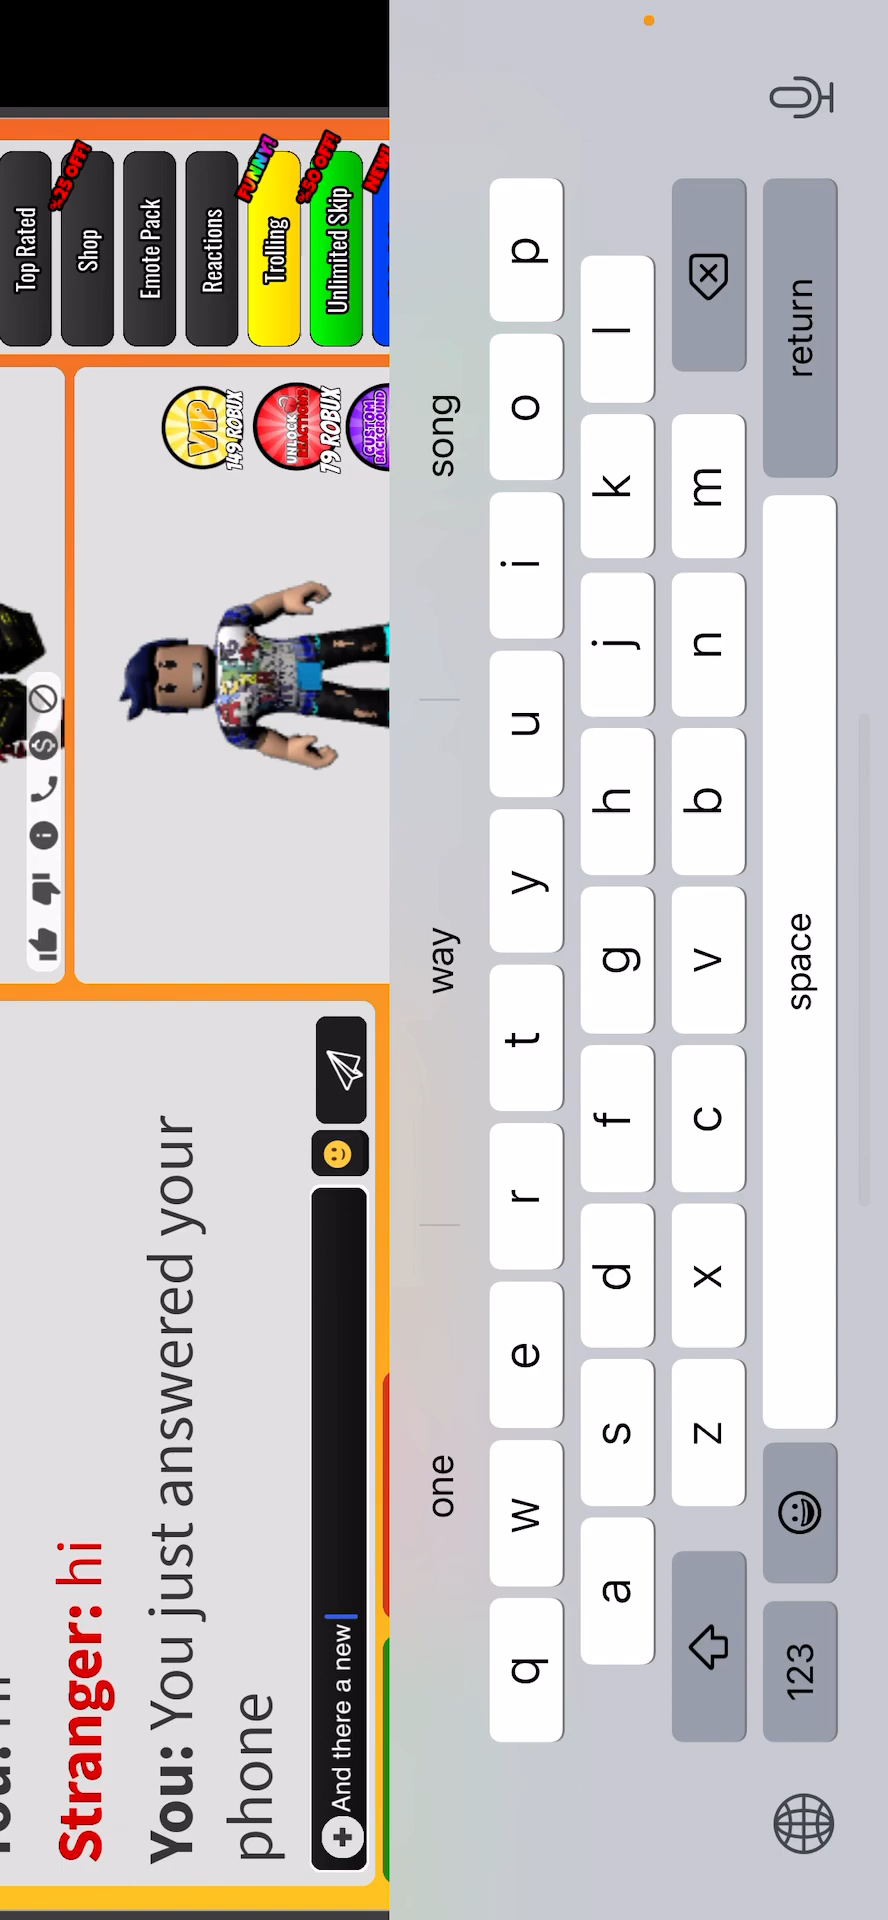 Top Rated
%25 OFF!
Shop
Emote Pack
Reactions
FUNNY!
Trolling
%50 OFF!
Unlimited Skip
NEW!
VIP
149 ROBUX
UNLOCK
REACTIONS
79 ROBUX
CUSTOM
BACKGROUND
Stranger: hi
You: You just answered your
phone
And there a new
one
way
song
q w e r t y u i o p
a s d f g h j k l
z x c v b n m
123
space
return